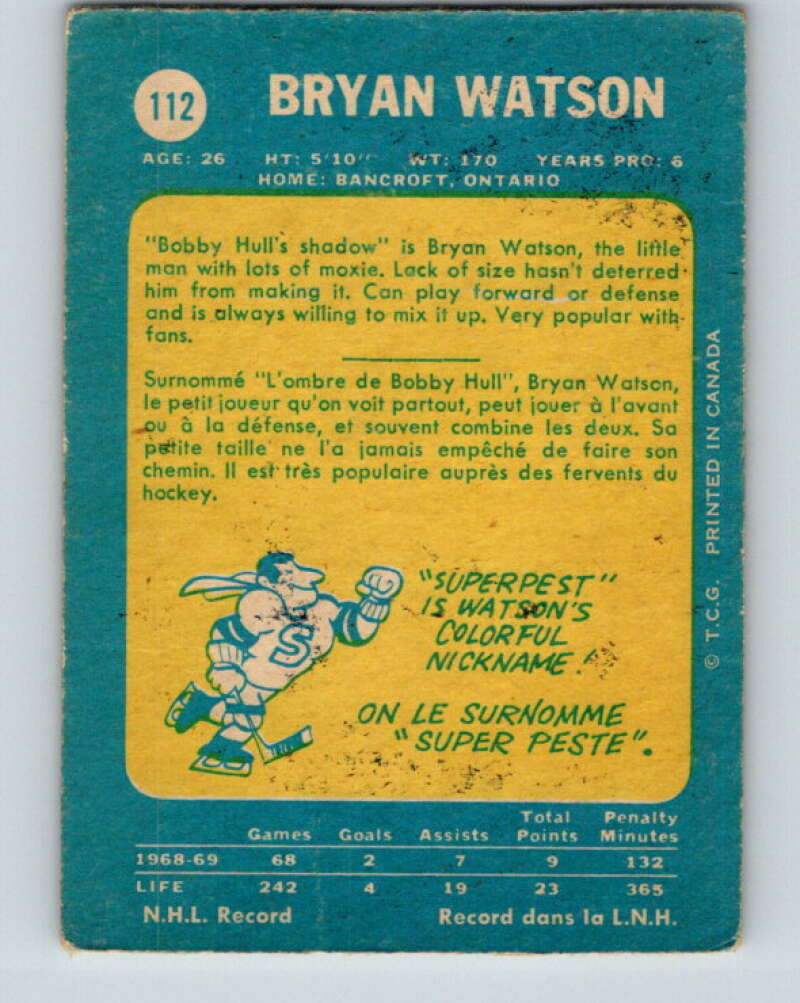 112
BRYAN WATSON
AGE: 26 HT: 5'10'' WT: 170 YEARS PRO: 6
HOME: BANCROFT, ONTARIO
"Bobby Hull's shadow" is Bryan Watson, the little
man with lots of moxie. Lack of size hasn't deterred
him from making it. Can play forward or defense
and is always willing to mix it up. Very popular with
fans.
Surnommé "L'ombre de Bobby Hull", Bryan Watson,
le petit joueur qu'on voit partout, peut jouer à l'avant
ou à la défense, et souvent combine les deux. Sa
petite taille ne l'a jamais empêché de faire son
chemin. Il est très populaire auprès des fervents du
hockey.
S
"SUPERPEST"
IS WATSON'S
COLORFUL
NICKNAME!
ON LE SURNOMME
"SUPER PESTE".
© T.C.G. PRINTED IN CANADA
Games Goals Assists Total Points Penalty Minutes
1968-69 68 2 7 9 132
LIFE 242 4 19 23 365
N.H.L. Record Record dans la L.N.H.